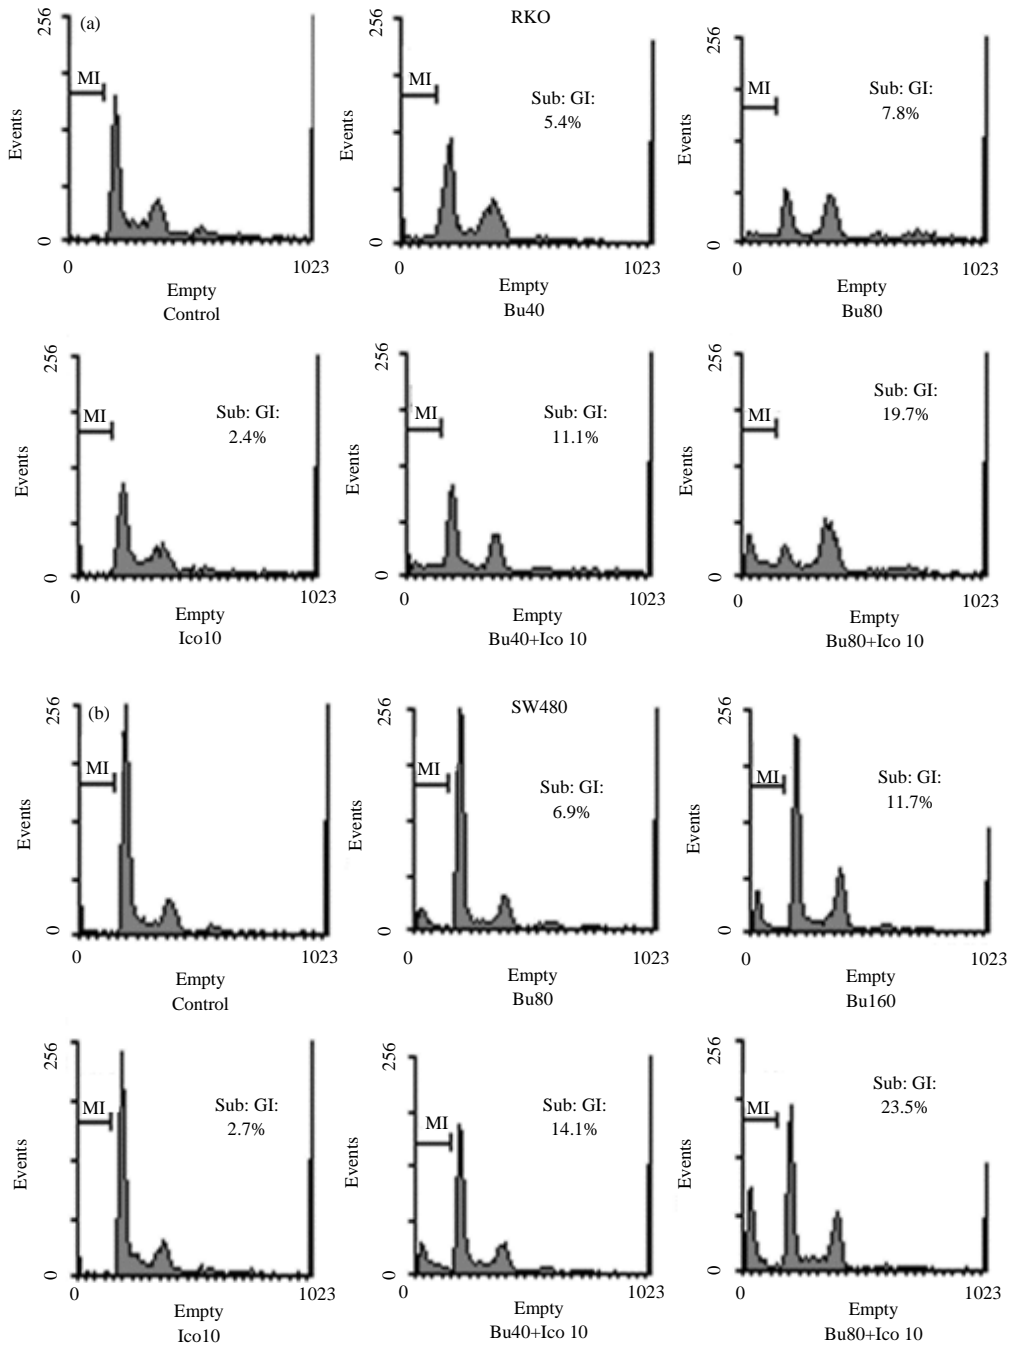 (a)
RKO
256
MI
Events
0
0
1023
Empty
Control
256
MI
Sub: GI:
5.4%
Events
0
0
1023
Empty
Bu40
256
MI
Sub: GI:
7.8%
Events
0
0
1023
Empty
Bu80
256
MI
Sub: GI:
2.4%
Events
0
0
1023
Empty
Ico10
256
MI
Sub: GI:
11.1%
Events
0
0
1023
Empty
Bu40+Ico 10
256
MI
Sub: GI:
19.7%
Events
0
0
1023
Empty
Bu80+Ico 10
(b)
SW480
256
MI
Events
0
0
1023
Empty
Control
256
MI
Sub: GI:
6.9%
Events
0
0
1023
Empty
Bu80
256
MI
Sub: GI:
11.7%
Events
0
0
1023
Empty
Bu160
256
MI
Sub: GI:
2.7%
Events
0
0
1023
Empty
Ico10
256
MI
Sub: GI:
14.1%
Events
0
0
1023
Empty
Bu40+Ico 10
256
MI
Sub: GI:
23.5%
Events
0
0
1023
Empty
Bu80+Ico 10